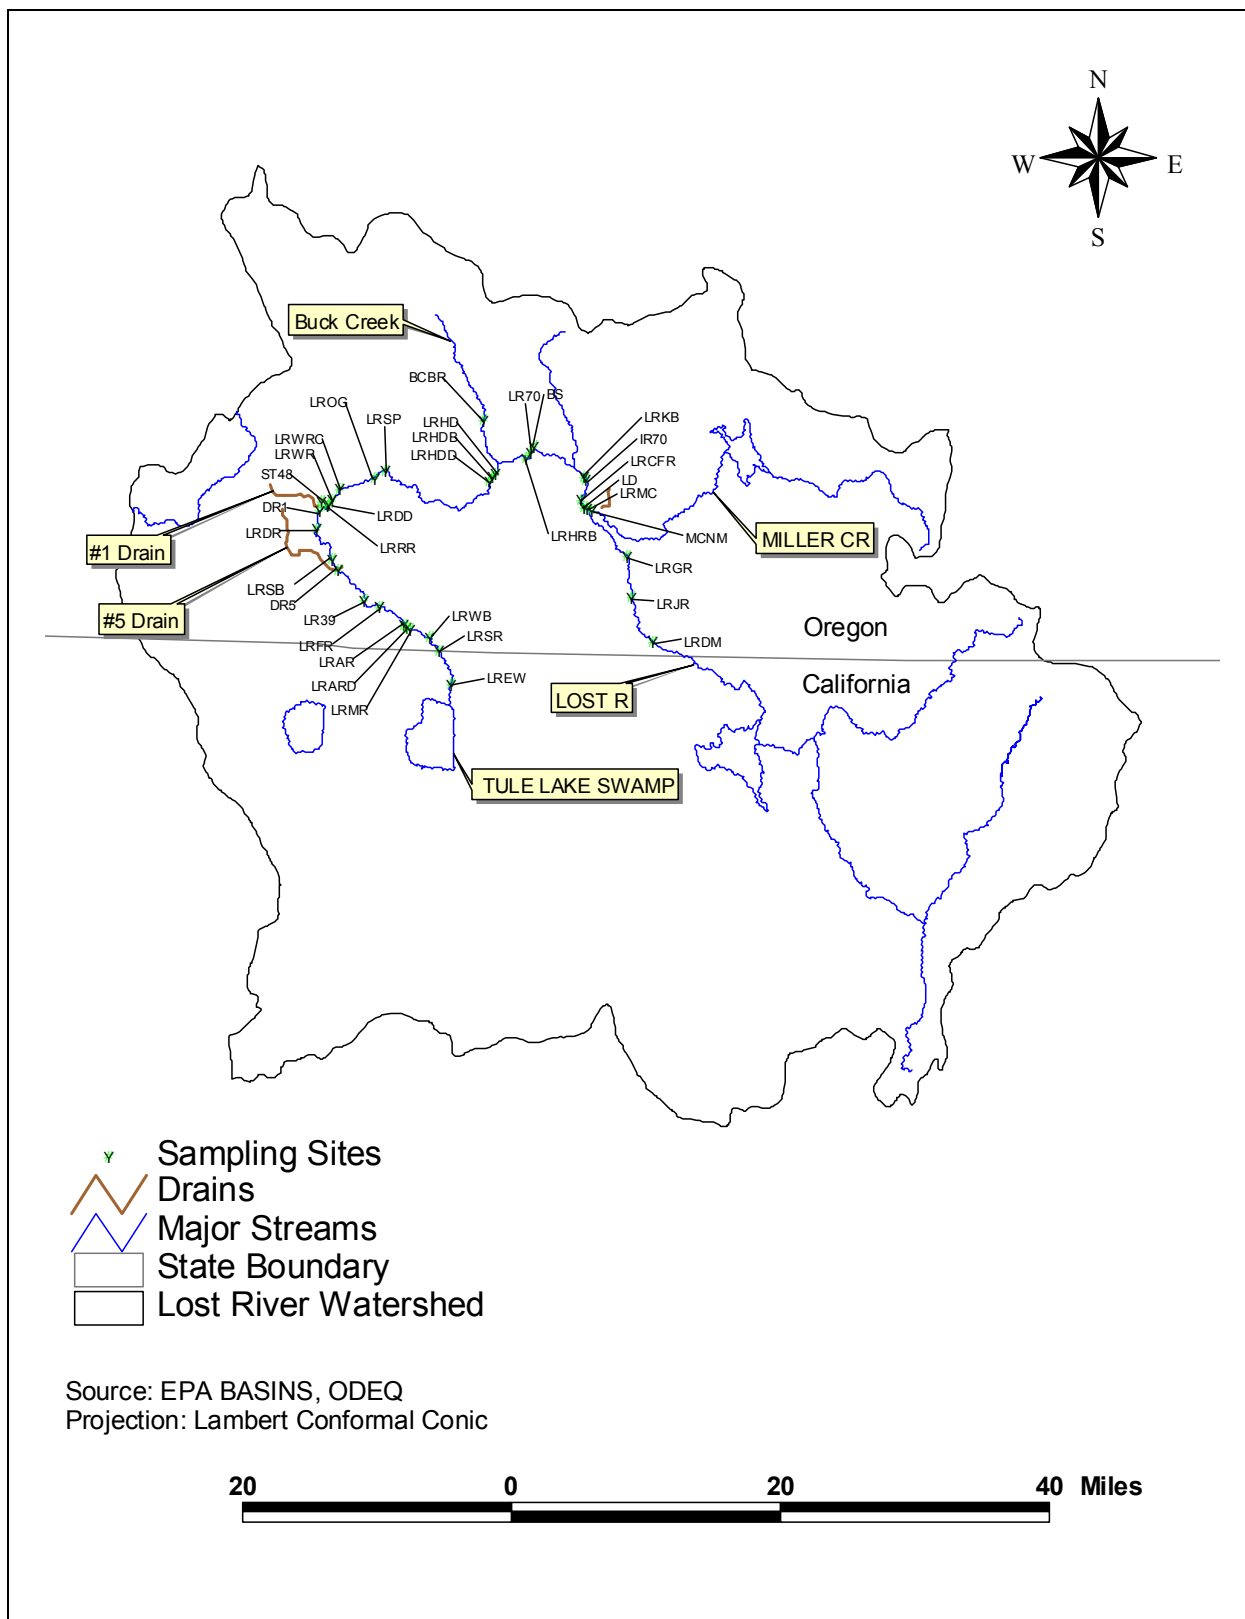 N
W
E
S
Buck Creek
BCBR
LR70
BS
LROG
LRSP
LRHD
LRHDB
LRHDD
LRKB
IR70
LRCFR
LD
LRMC
LRWRC
LRWR
ST48
DR1
LRDR
LRDD
LRRR
LRHRB
MCNM
MILLER CR
#1 Drain
#5 Drain
LRSB
DR5
LR39
LRFR
LRAR
LRARD
LRMR
LRWB
LRSR
LREW
LRGR
LRJR
LRDM
Oregon
California
LOST R
TULE LAKE SWAMP
Sampling Sites
Drains
Major Streams
State Boundary
Lost River Watershed
Source: EPA BASINS, ODEQ
Projection: Lambert Conformal Conic
20 0 20 40 Miles